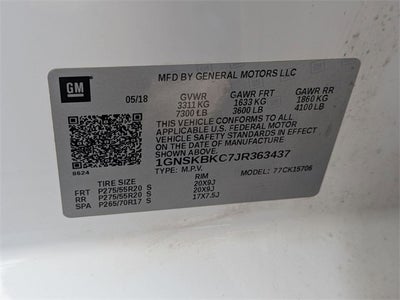 GM
MFD BY GENERAL MOTORS LLC
05/18 GVWR GAWR FRT GAWR RR
3311 KG 1633 KG 1860 KG
7300 LB 3600 LB 4100 LB
THIS VEHICLE CONFORMS TO ALL
APPLICABLE U.S. FEDERAL MOTOR
VEHICLE SAFETY STANDARDS IN EFFECT
ON THE DATE OF MANUFACTURE SHOWN ABOVE.
1GNSKBKC7JR363437
6624 TYPE: M.P.V. MODEL: 77CK15706
TIRE SIZE RIM
FRT P275/55R20 S 20X9J
RR P275/55R20 S 20X9J
SPA P265/70R17 S 17X7.5J